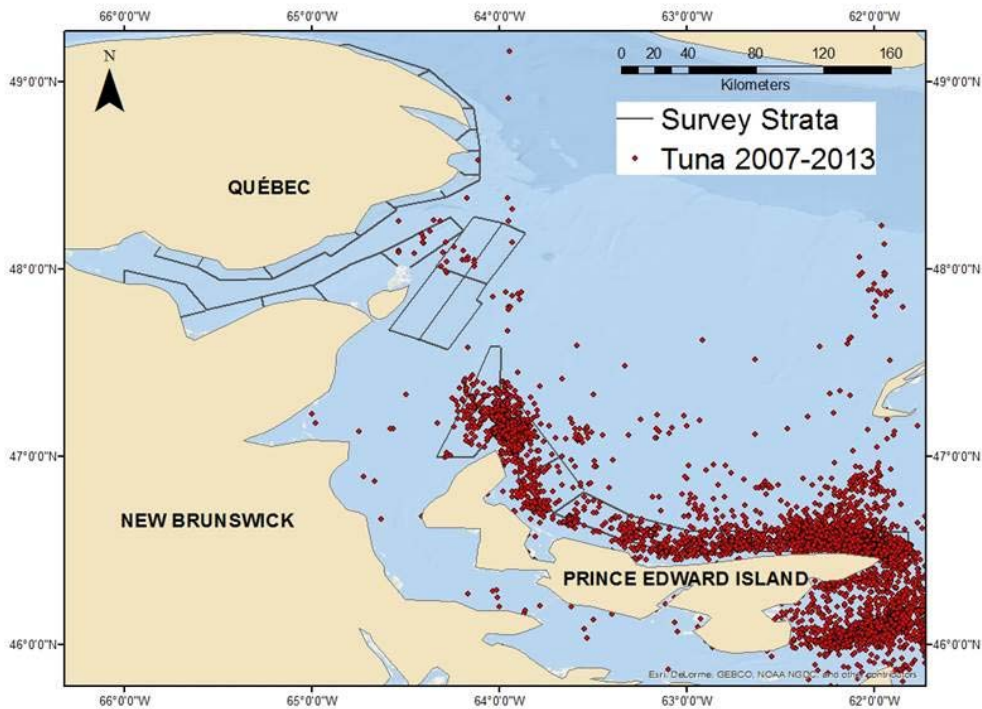 66°0'0"W 65°0'0"W 64°0'0"W 63°0'0"W 62°0'0"W
N
0 20 40 80 120 160
Kilometers
49°0'0"N 49°0'0"N
Survey Strata
Tuna 2007-2013
QUÉBEC
48°0'0"N 48°0'0"N
47°0'0"N 47°0'0"N
NEW BRUNSWICK
PRINCE EDWARD ISLAND
46°0'0"N 46°0'0"N
Esri, DeLorme, GEBCO, NOAA NGDC, and other contributors
66°0'0"W 65°0'0"W 64°0'0"W 63°0'0"W 62°0'0"W